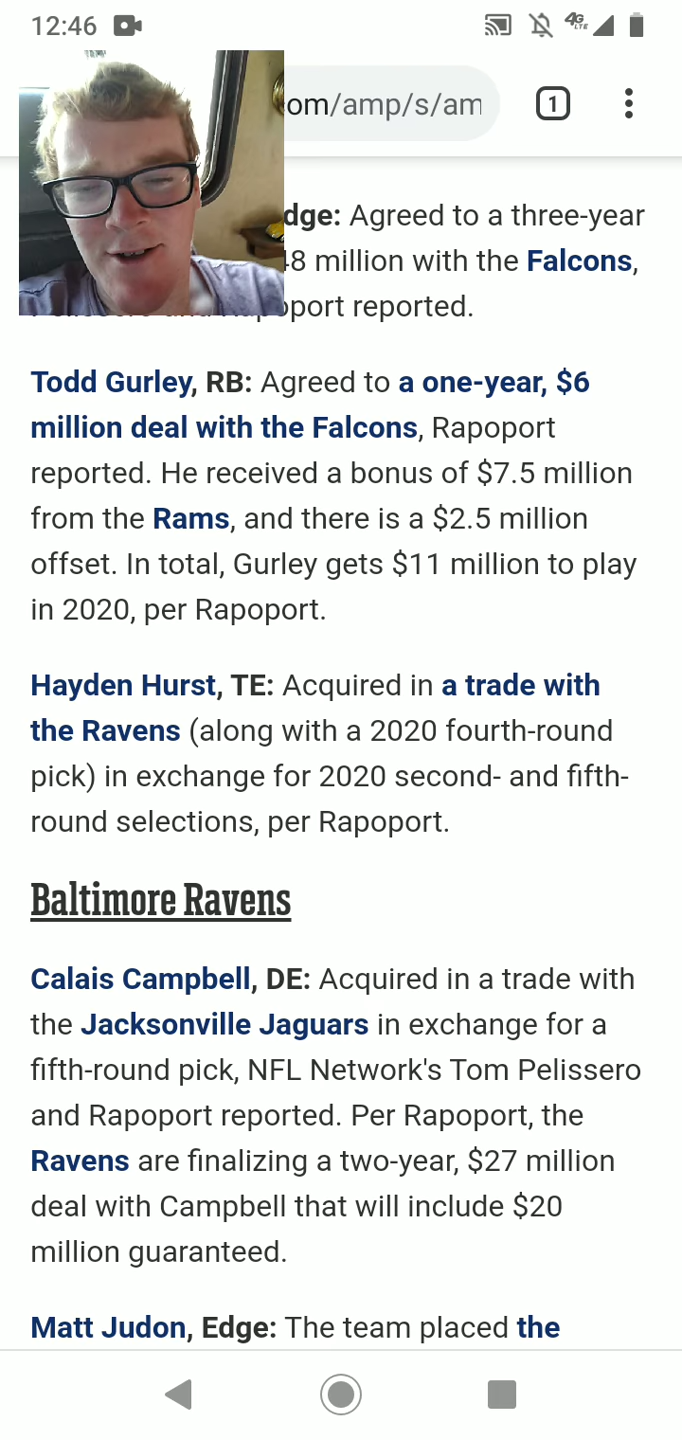 12:46
4G
LTE
om/amp/s/am
1
dge: Agreed to a three-year
48 million with the Falcons,
port reported.
Todd Gurley, RB: Agreed to a one-year, $6
million deal with the Falcons, Rapoport
reported. He received a bonus of $7.5 million
from the Rams, and there is a $2.5 million
offset. In total, Gurley gets $11 million to play
in 2020, per Rapoport.
Hayden Hurst, TE: Acquired in a trade with
the Ravens (along with a 2020 fourth-round
pick) in exchange for 2020 second- and fifth-
round selections, per Rapoport.
Baltimore Ravens
Calais Campbell, DE: Acquired in a trade with
the Jacksonville Jaguars in exchange for a
fifth-round pick, NFL Network's Tom Pelissero
and Rapoport reported. Per Rapoport, the
Ravens are finalizing a two-year, $27 million
deal with Campbell that will include $20
million guaranteed.
Matt Judon, Edge: The team placed the